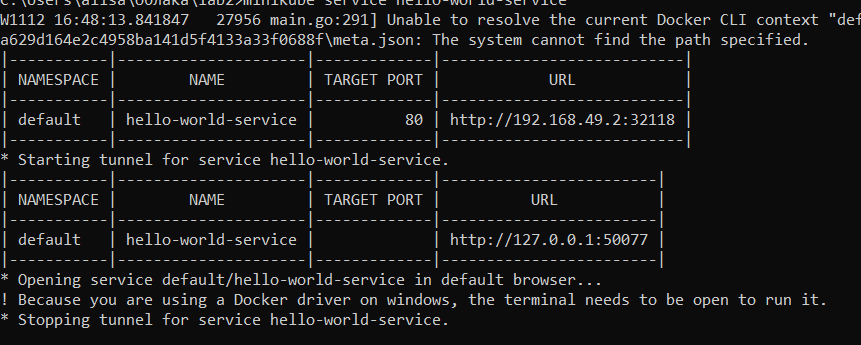 C:\Users\alisa\OOnaka\lab29>minikube service hello-world-service
W1112 16:48:13.841847   27956 main.go:291] Unable to resolve the current Docker CLI context "def
a629d164e2c4958ba141d5f4133a33f0688f\meta.json: The system cannot find the path specified.
|-----------|---------------------|-------------|---------------------------|
| NAMESPACE |        NAME         | TARGET PORT |            URL            |
|-----------|---------------------|-------------|---------------------------|
| default   | hello-world-service |          80 | http://192.168.49.2:32118 |
|-----------|---------------------|-------------|---------------------------|
* Starting tunnel for service hello-world-service.
|-----------|---------------------|-------------|------------------------|
| NAMESPACE |        NAME         | TARGET PORT |          URL           |
|-----------|---------------------|-------------|------------------------|
| default   | hello-world-service |             | http://127.0.0.1:50077 |
|-----------|---------------------|-------------|------------------------|
* Opening service default/hello-world-service in default browser...
! Because you are using a Docker driver on windows, the terminal needs to be open to run it.
* Stopping tunnel for service hello-world-service.